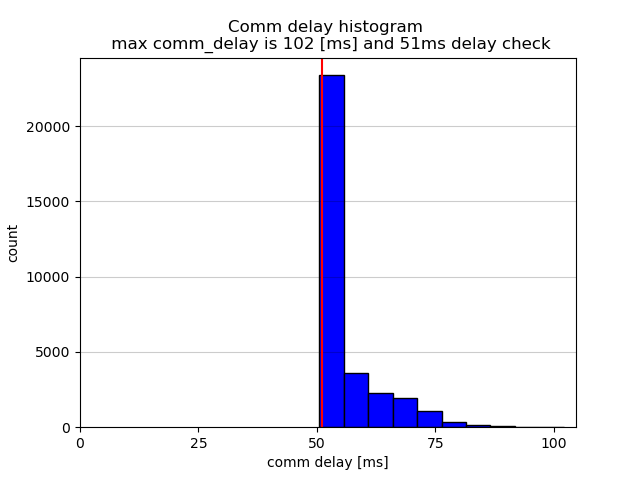 Comm delay histogram
max comm_delay is 102 [ms] and 51ms delay check
20000
15000
10000
5000
0
count
0 25 50 75 100
comm delay [ms]